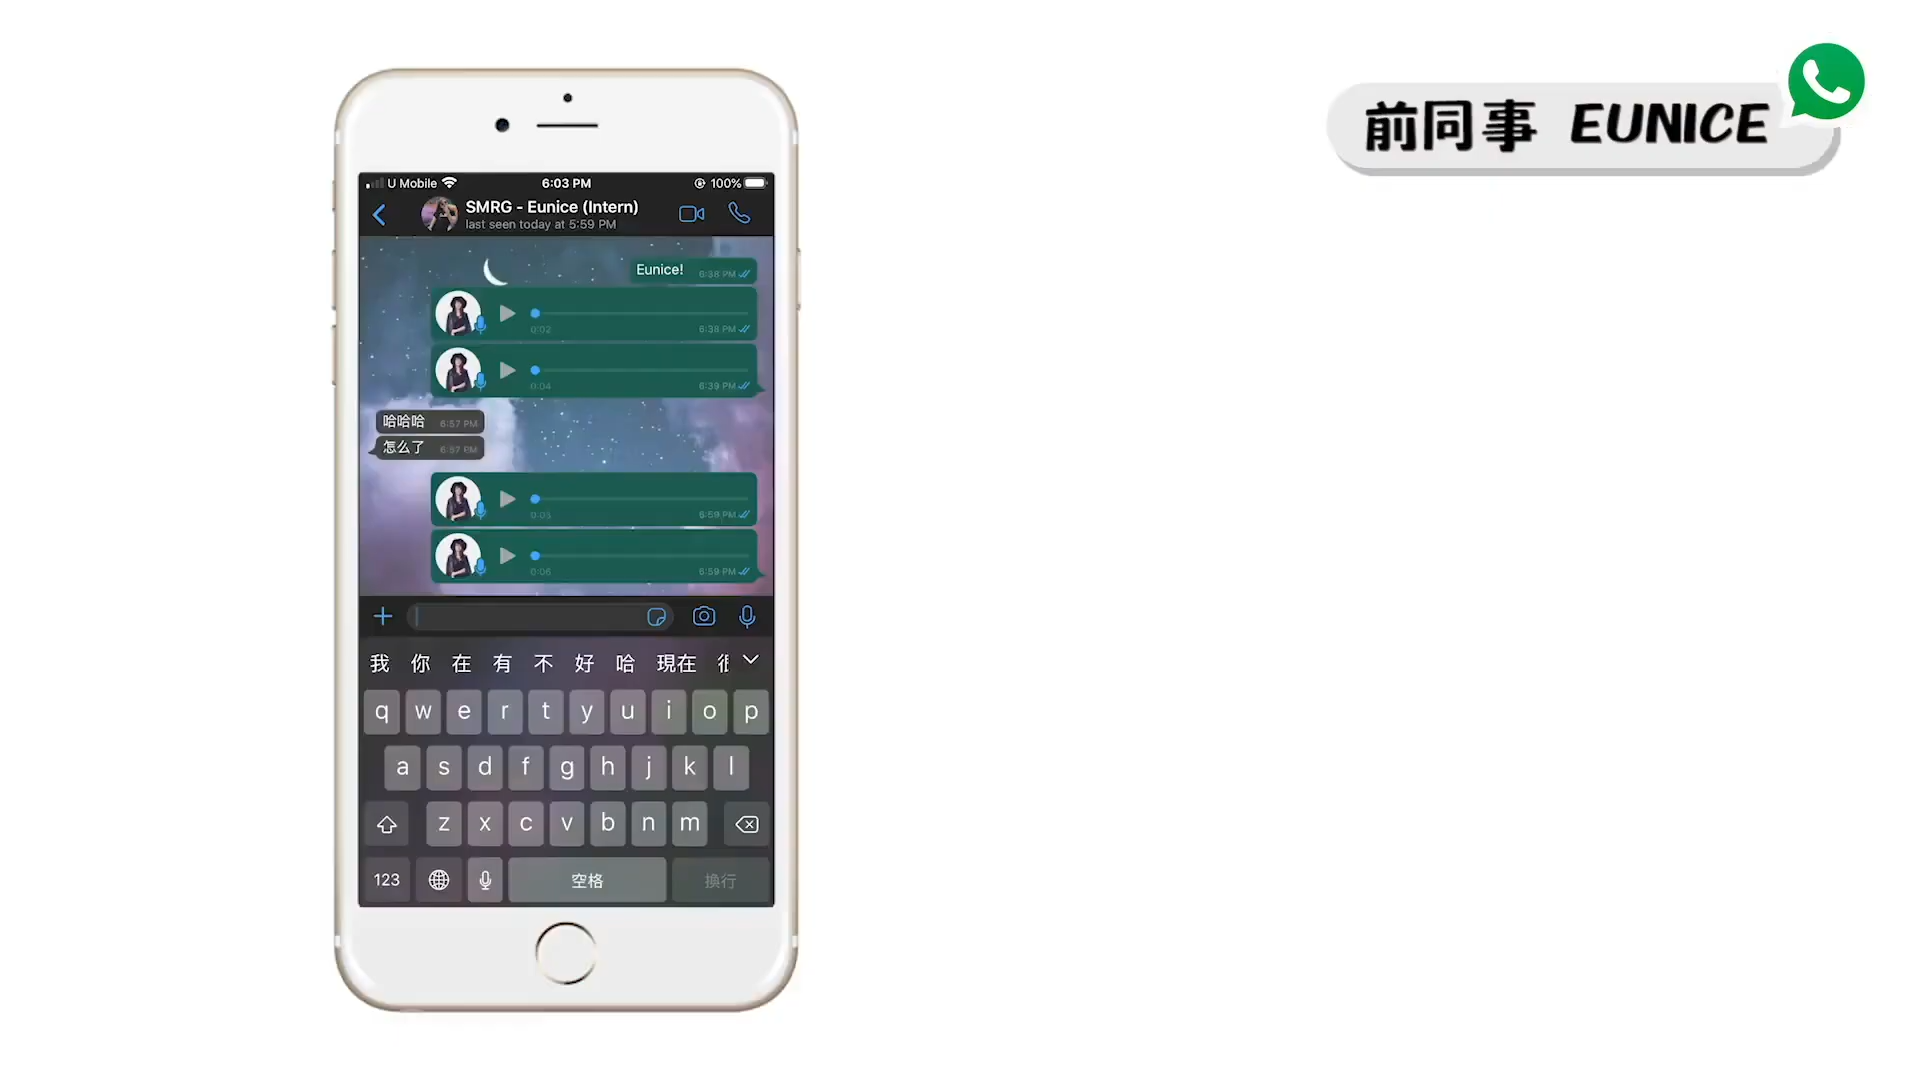 前同事 EUNICE
U Mobile 6:03 PM 100%
SMRG - Eunice (Intern)
last seen today at 5:59 PM
Eunice! 6:38 PM
0:02 6:38 PM
0:04 6:39 PM
哈哈哈 6:57 PM
怎么了 6:57 PM
6:59 PM
0:06 6:59 PM
我 你 在 有 不 好 哈 現在
q w e r t y u i o p
a s d f g h j k l
z x c v b n m
123 空格 換行